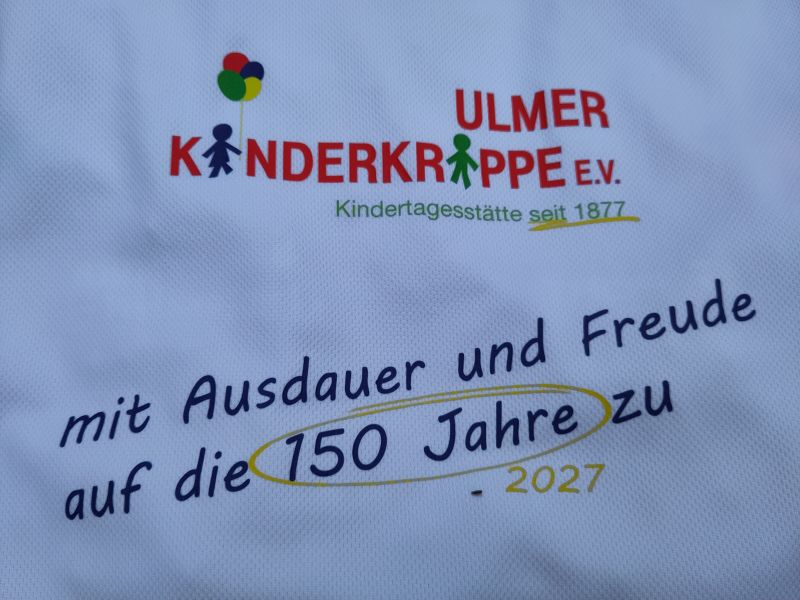 ULMER
KINDERKRIPPE E.V.
Kindertagesstätte seit 1877
mit Ausdauer und Freude
auf die 150 Jahre zu
2027